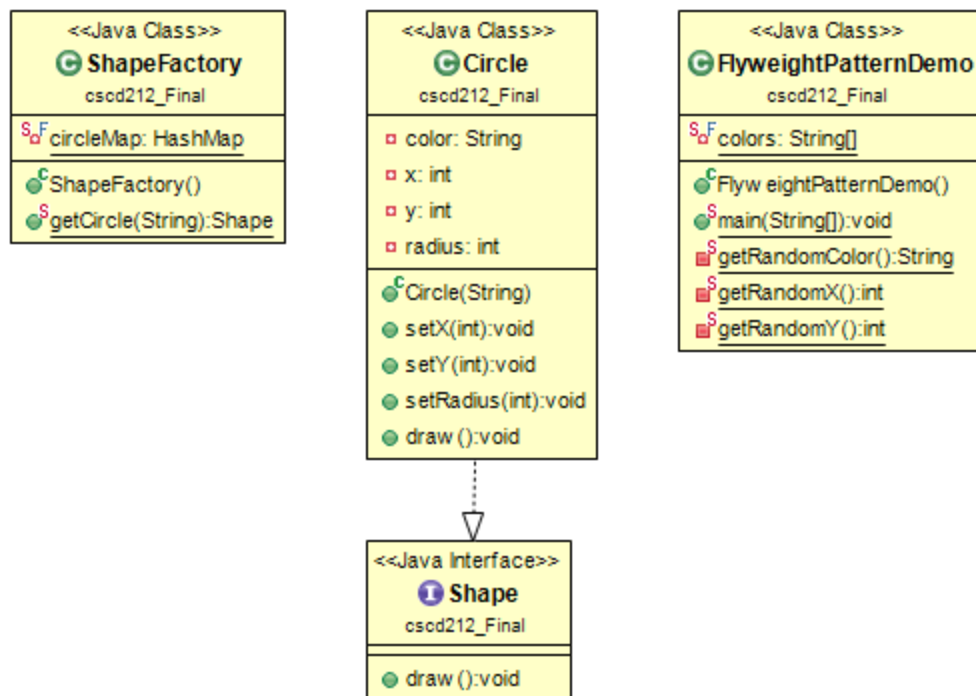 <<Java Class>>
ShapeFactory
cscd212_Final
circleMap: HashMap
ShapeFactory()
getCircle(String):Shape
<<Java Class>>
Circle
cscd212_Final
color: String
x: int
y: int
radius: int
Circle(String)
setX(int):void
setY(int):void
setRadius(int):void
draw ():void
<<Java Class>>
FlyweightPatternDemo
cscd212_Final
colors: String[]
Flyw eightPatternDemo()
main(String[]):void
getRandomColor():String
getRandomX():int
getRandomY():int
<<Java Interface>>
Shape
cscd212_Final
draw ():void